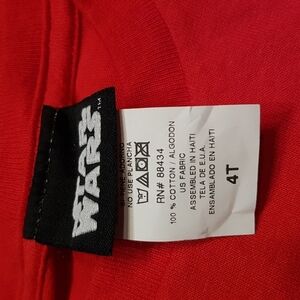 STAR
WARS
NO USE PLANCHA
RN# 88434
100 % COTTON / ALGODON
US FABRIC
ASSEMBLED IN HAITI
TELA DE E.U.A.
ENSAMBLADO EN HAITI
4T